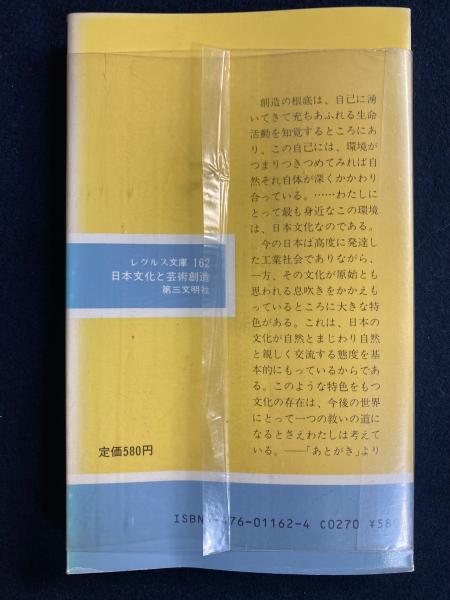 創造の根底は、自己に湧
いてきて充ちあふれる生命
活動を知覚するところにあ
り、この自己には、環境が
つまりつきつめてみれば自
然それ自体が深くかかわり
合っている。……わたしに
とって最も身近なこの環境
は、日本文化なのである。
今の日本は高度に発達し
た工業社会でありながら、
一方、その文化が原始とも
思われる息吹きをかかえも
っているところに大きな特
色がある。これは、日本の
文化が自然とまじわり自然
と親しく交流する態度を基
本的にもっているからであ
る。このような特色をもつ
文化の存在は、今後の世界
にとって一つの救いの道に
なるとさえわたしは考えて
いる。——「あとがき」より
レグルス文庫 162
日本文化と芸術創造
第三文明社
定価580円
ISBN4-476-01162-4 C0270 ¥580